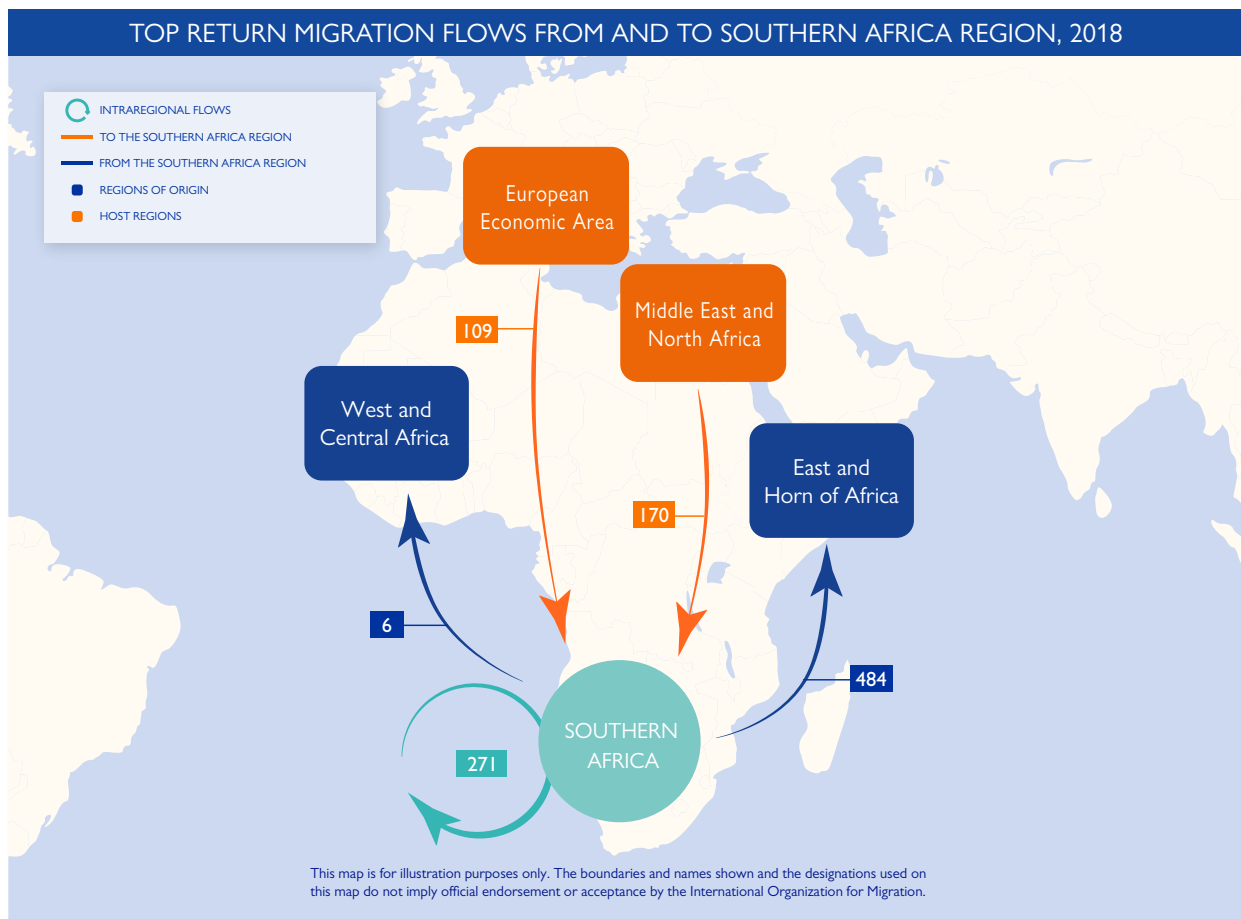 TOP RETURN MIGRATION FLOWS FROM AND TO SOUTHERN AFRICA REGION, 2018
INTRAREGIONAL FLOWS
TO THE SOUTHERN AFRICA REGION
FROM THE SOUTHERN AFRICA REGION
REGIONS OF ORIGIN
HOST REGIONS
European
Economic Area
Middle East and
North Africa
109
West and
Central Africa
East and
Horn of Africa
170
6
484
SOUTHERN
AFRICA
271
This map is for illustration purposes only. The boundaries and names shown and the designations used on
this map do not imply official endorsement or acceptance by the International Organization for Migration.